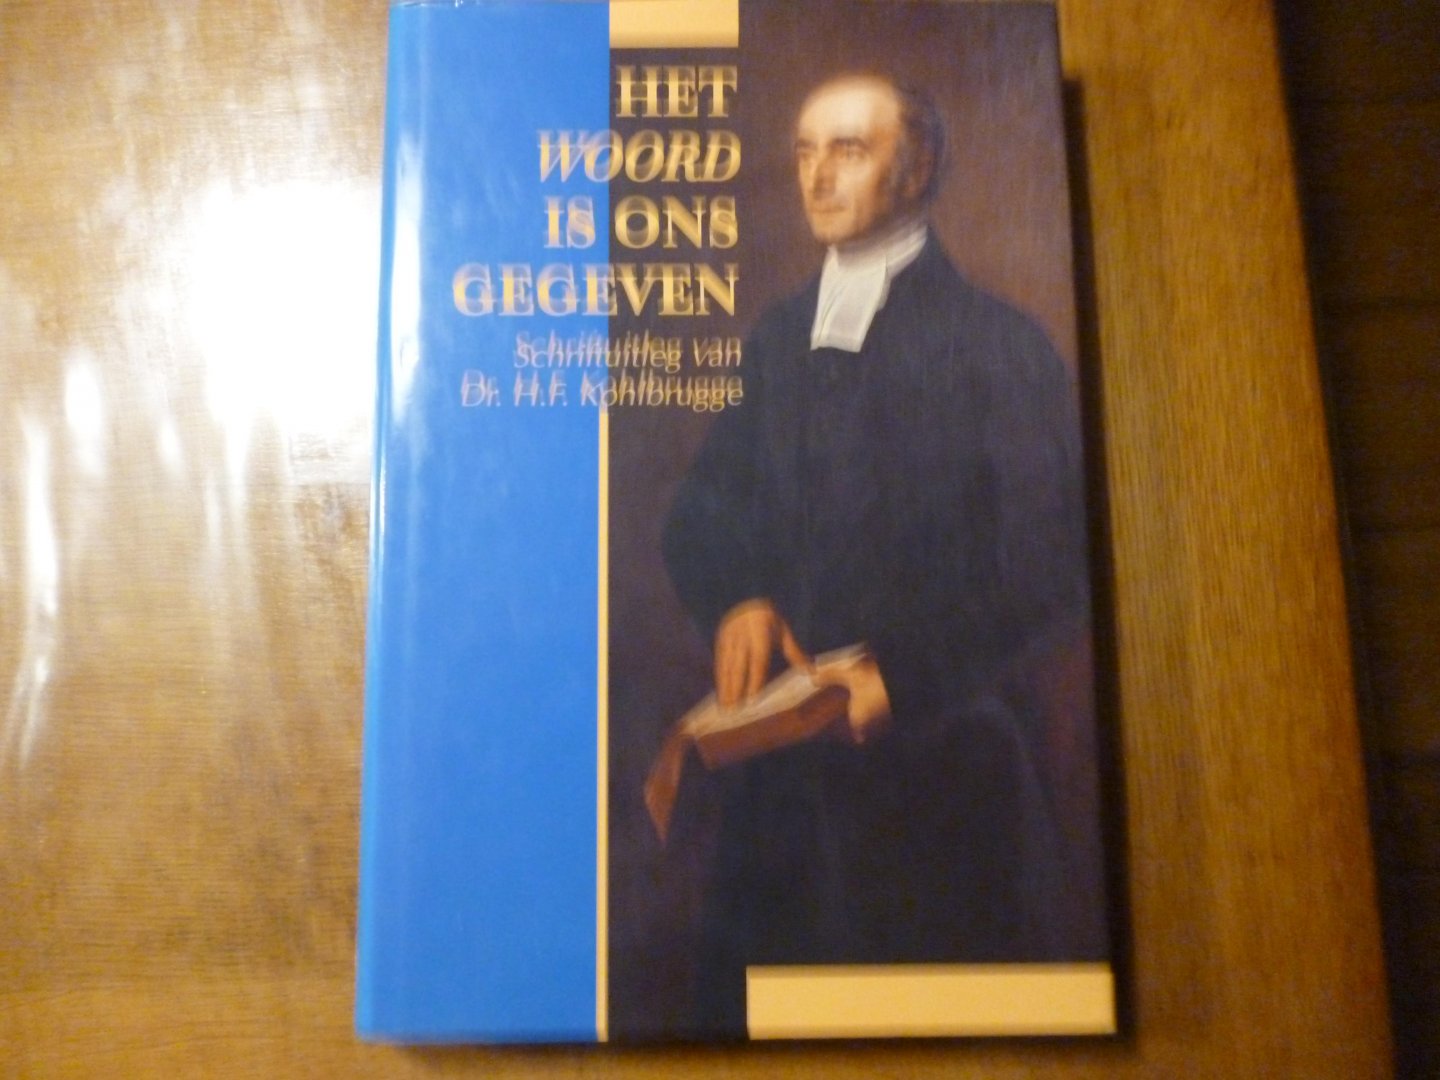 HET
WOORD
IS ONS
GEGEVEN
Schriftuitleg van
Dr. H.F. Kohlbrugge